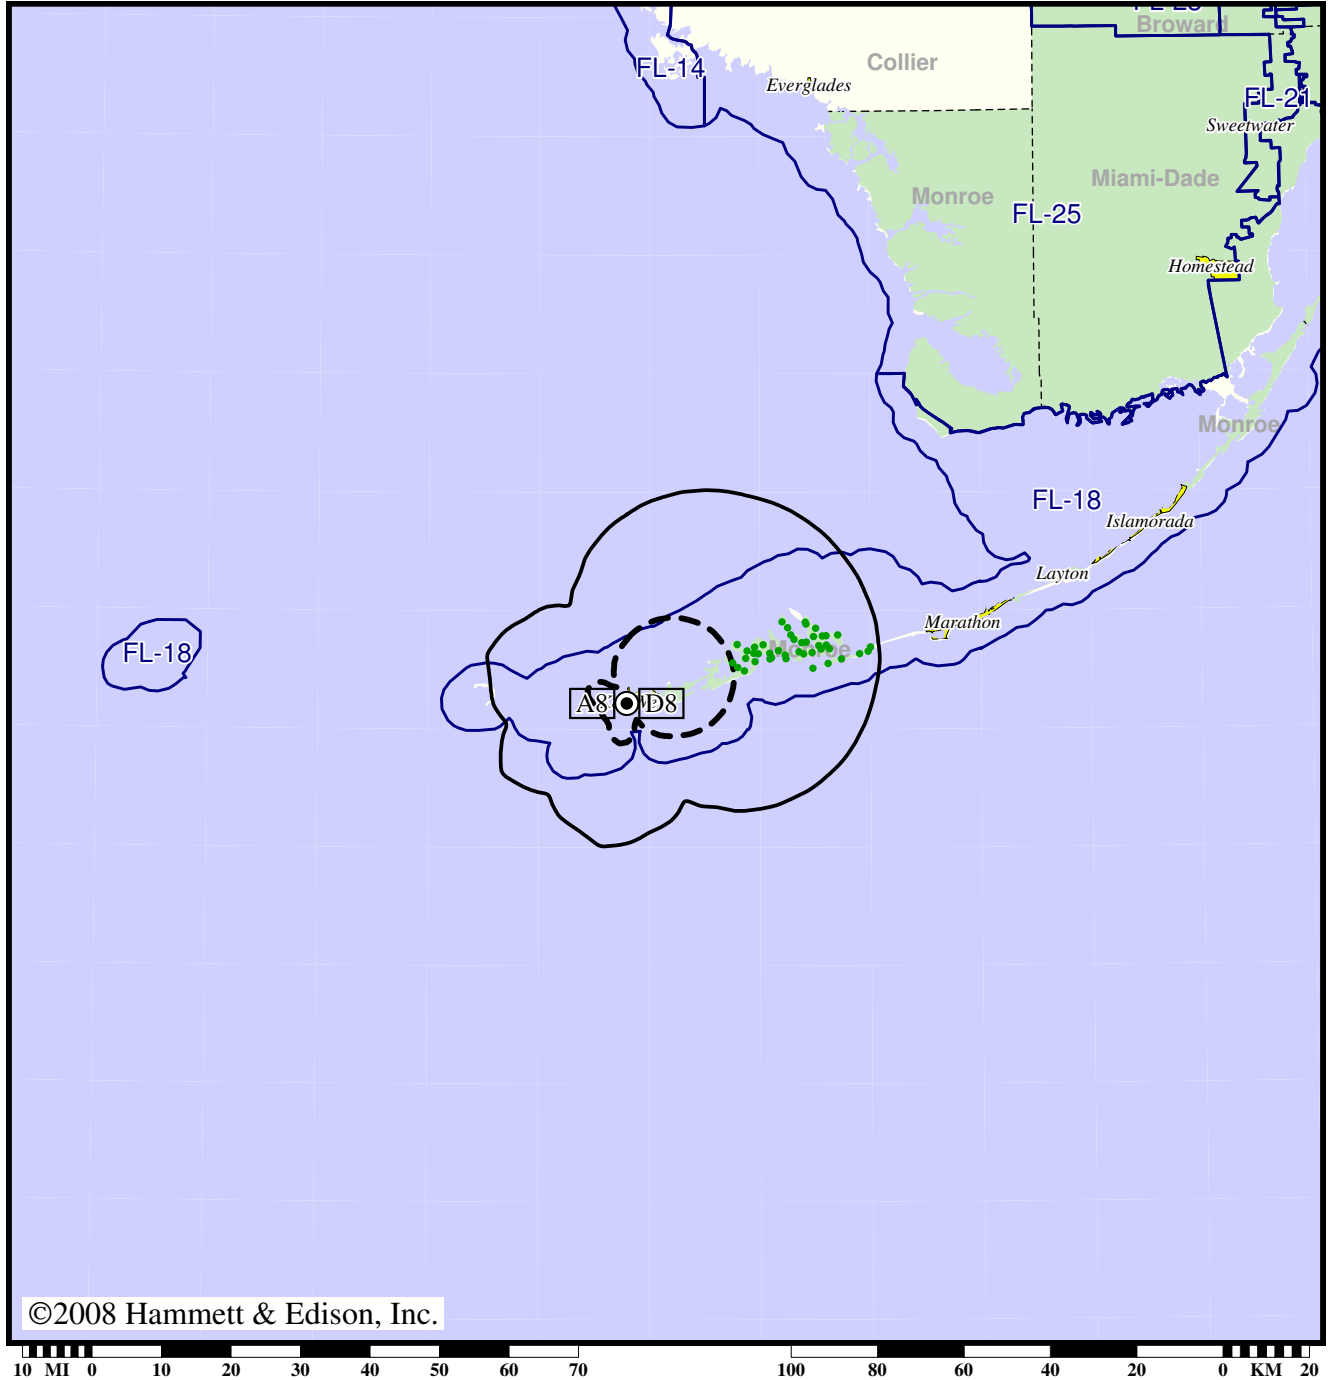 Broward
Collier
FL-14
Everglades
FL-21
Sweetwater
Miami-Dade
Monroe
FL-25
Homestead
Monroe
FL-18
Islamorada
Layton
Marathon
FL-18
Monroe
A8
D8
©2008 Hammett & Edison, Inc.
10 MI 0 10 20 30 40 50 60 70 100 80 60 40 20 0 KM 20